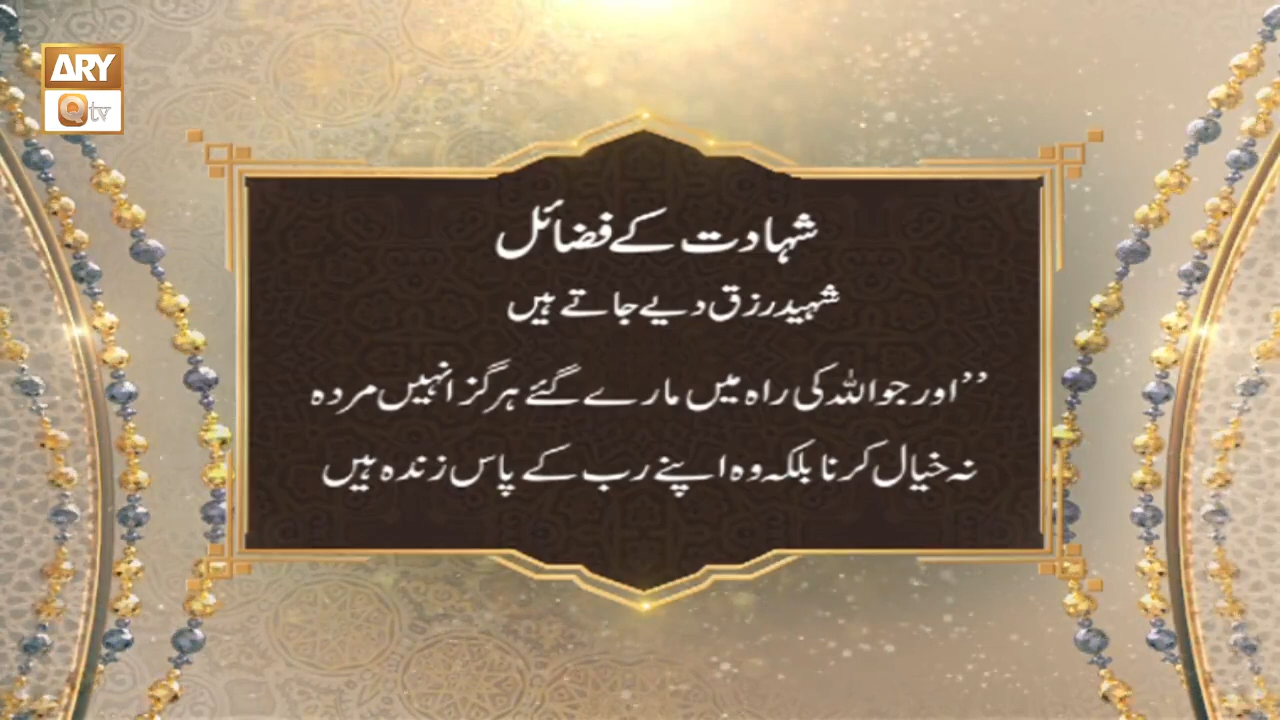 ARY
Qtv
شہادت کے فضائل
شہید رزق دیے جاتے ہیں
’’اور جو اللہ کی راہ میں مارے گئے ہرگز انہیں مردہ
نہ خیال کرنا بلکہ وہ اپنے رب کے پاس زندہ ہیں